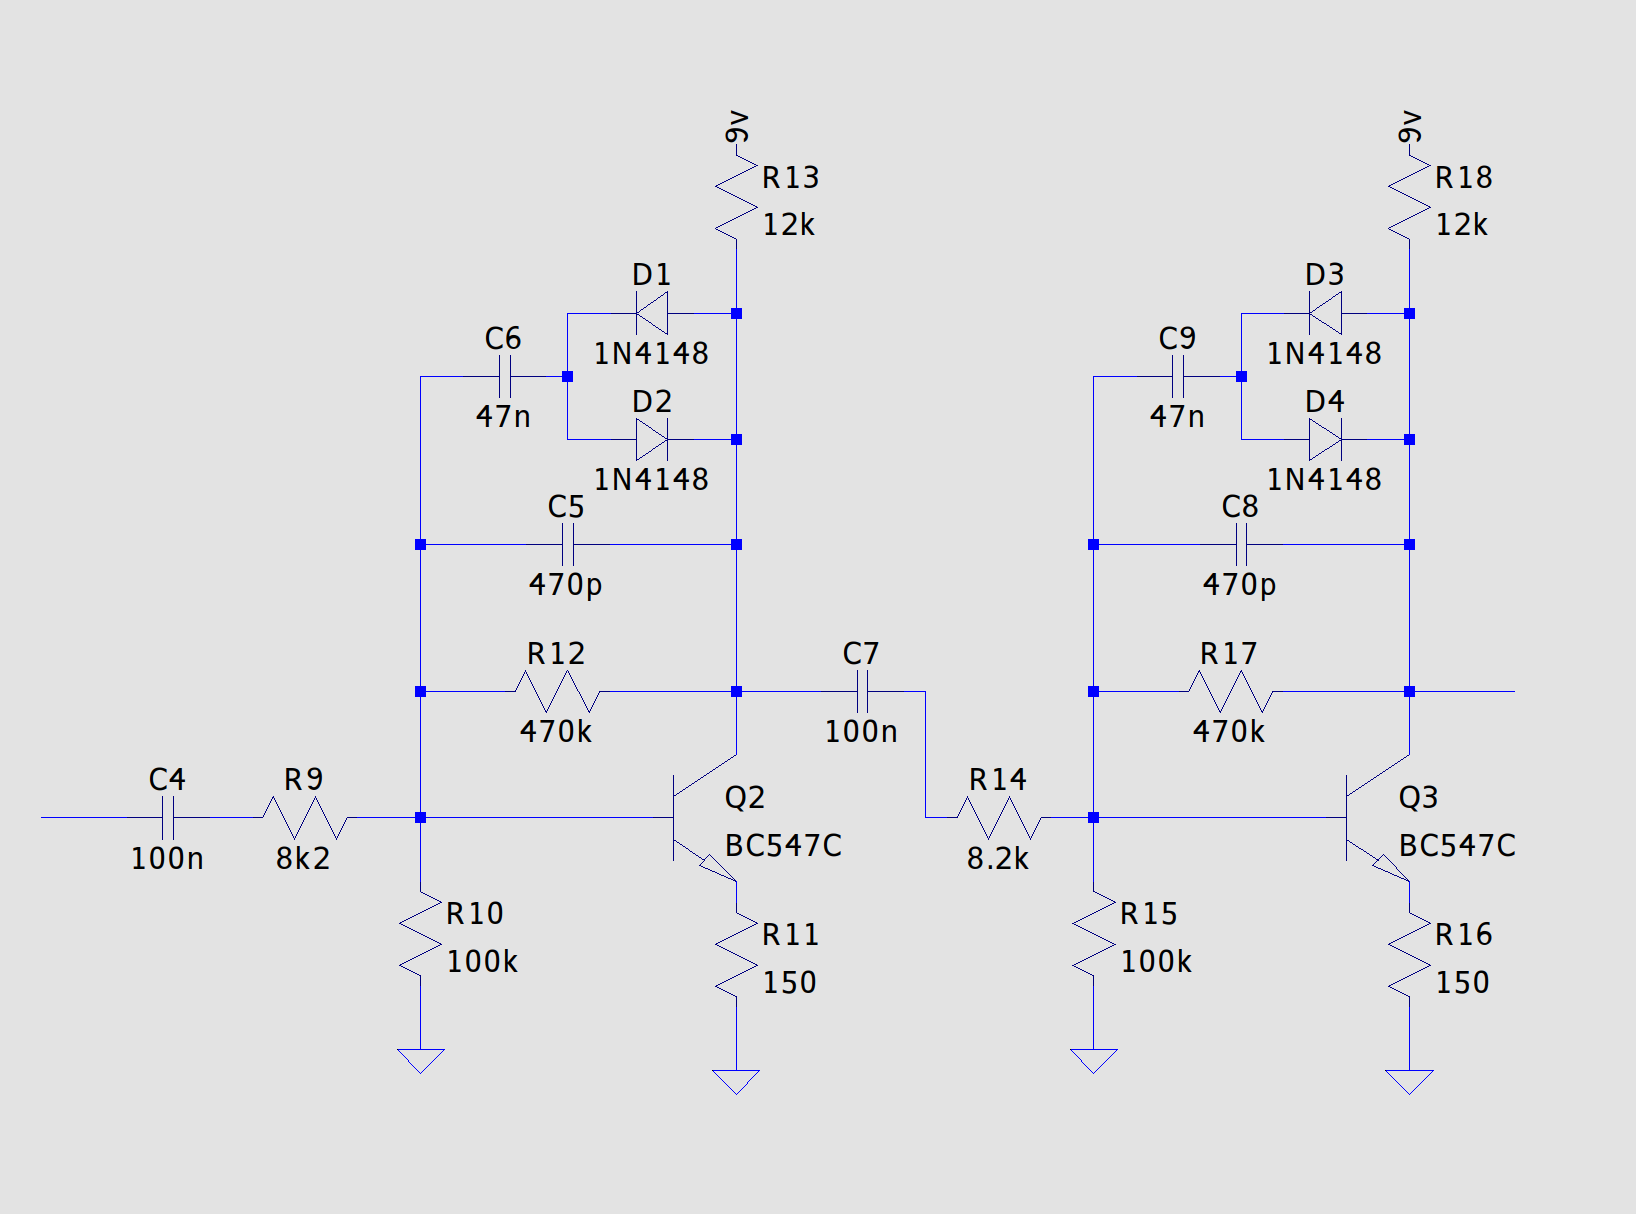 9v
R13
12k
D1
1N4148
C6
47n
D2
1N4148
C5
470p
R12
470k
C4
100n
R9
8k2
Q2
BC547C
R10
100k
R11
150
C7
100n
9v
R18
12k
D3
1N4148
C9
47n
D4
1N4148
C8
470p
R17
470k
R14
8.2k
Q3
BC547C
R15
100k
R16
150